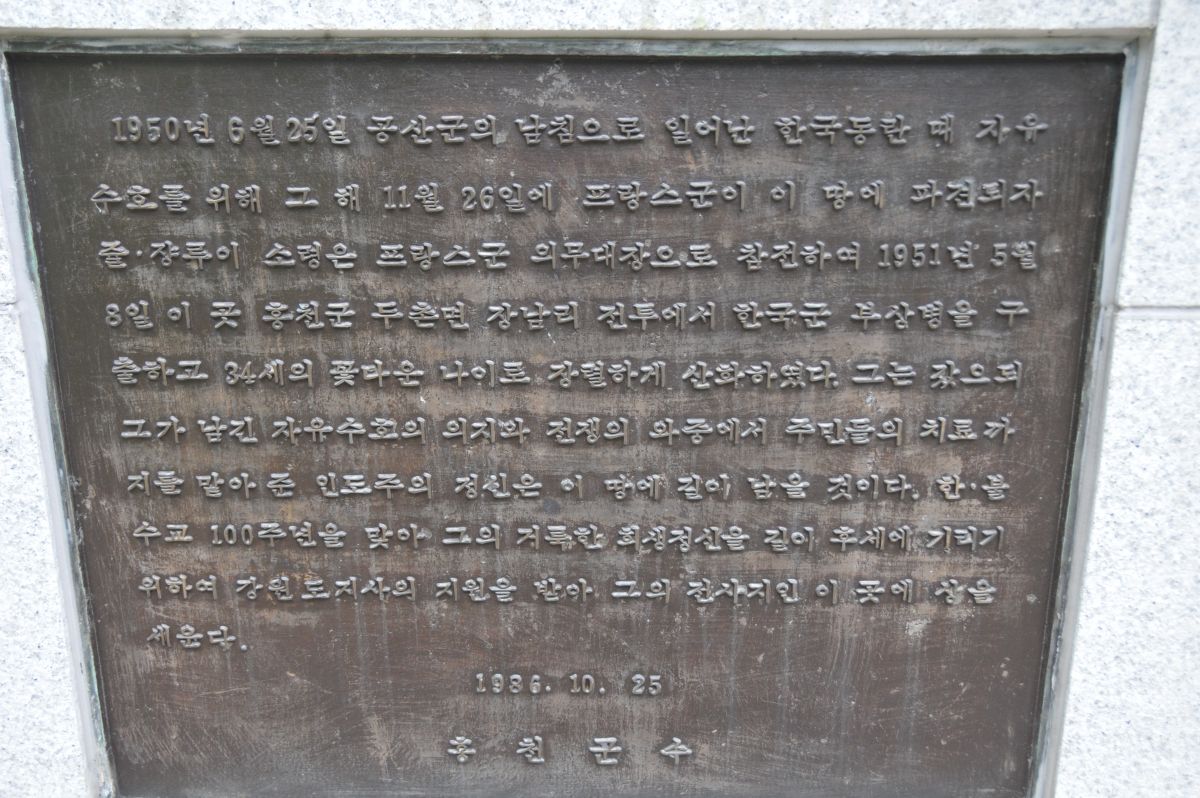 1950년 6월 25일 공산군의 남침으로 일어난 한국동란 때 자유
수호를 위해 그 해 11월 26일에 프랑스군이 이 땅에 파견되자
쥴·쟝루이 소령은 프랑스군 의무대장으로 참전하여 1951년 5월
8일 이 곳 홍천군 두촌면 장남리 전투에서 한국군 부상병을 구
출하고 34세의 꽃다운 나이로 장렬하게 산화하였다. 그는 갔으되
그가 남긴 자유수호의 의지와 전쟁의 와중에서 주민들의 치료까
지를 맡아 준 인도주의 정신은 이 땅에 길이 남을 것이다. 한·불
수교 100주년을 맞아 그의 거룩한 희생정신을 길이 후세에 기리기
위하여 강원도지사의 지원을 받아 그의 전사지인 이 곳에 상을
세운다.
1986. 10. 25
홍천군수